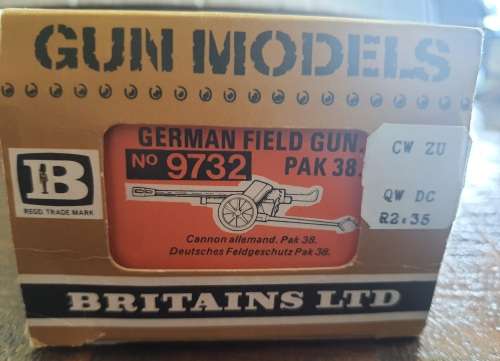 GUN MODELS
GERMAN FIELD GUN.
No 9732 PAK 38.
B
REGD. TRADE MARK
CW ZU
QW DC
R2.35
Cannon allemand. Pak 38.
Deutsches Feldgeschutz Pak 38.
BRITAINS LTD